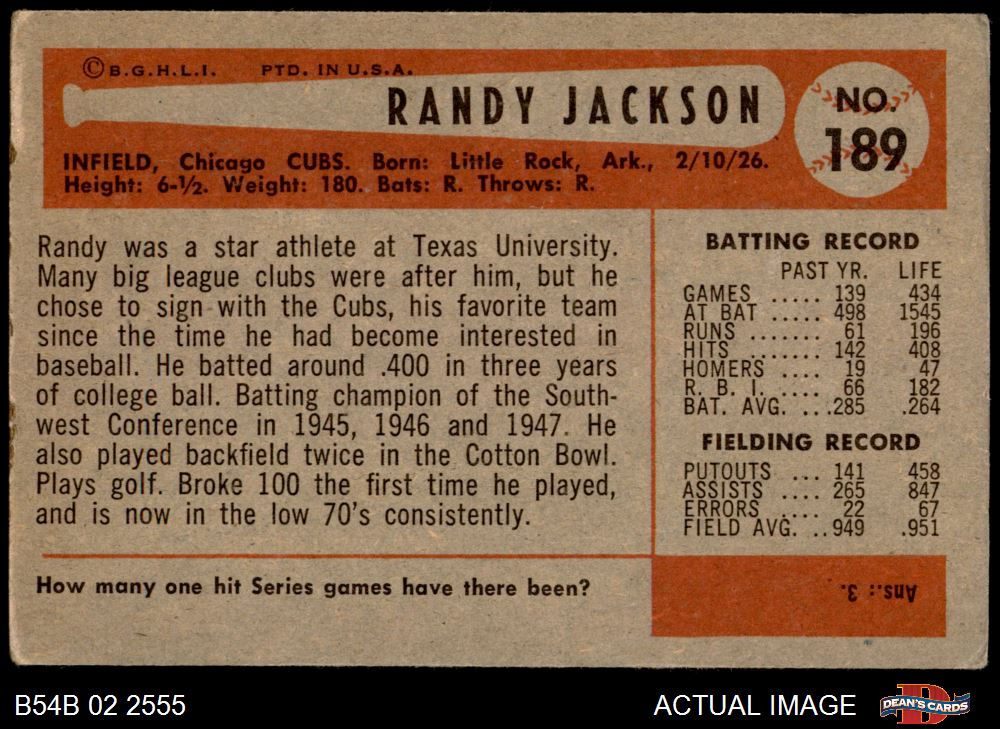 ©B.G.H.L.I. PTD. IN U.S.A.
RANDY JACKSON
NO.
189
INFIELD, Chicago CUBS. Born: Little Rock, Ark., 2/10/26.
Height: 6-½. Weight: 180. Bats: R. Throws: R.
Randy was a star athlete at Texas University.
Many big league clubs were after him, but he
chose to sign with the Cubs, his favorite team
since the time he had become interested in
baseball. He batted around .400 in three years
of college ball. Batting champion of the South-
west Conference in 1945, 1946 and 1947. He
also played backfield twice in the Cotton Bowl.
Plays golf. Broke 100 the first time he played,
and is now in the low 70's consistently.
BATTING RECORD
PAST YR. LIFE
GAMES ..... 139 434
AT BAT ..... 498 1545
RUNS ....... 61 196
HITS ....... 142 408
HOMERS .... 19 47
R. B. I. .... 66 182
BAT. AVG. ...285 .264
FIELDING RECORD
PUTOUTS ... 141 458
ASSISTS .... 265 847
ERRORS .... 22 67
FIELD AVG. ..949 .951
How many one hit Series games have there been?
Ans.: 3.
B54B 02 2555
ACTUAL IMAGE
D
DEAN'S CARDS